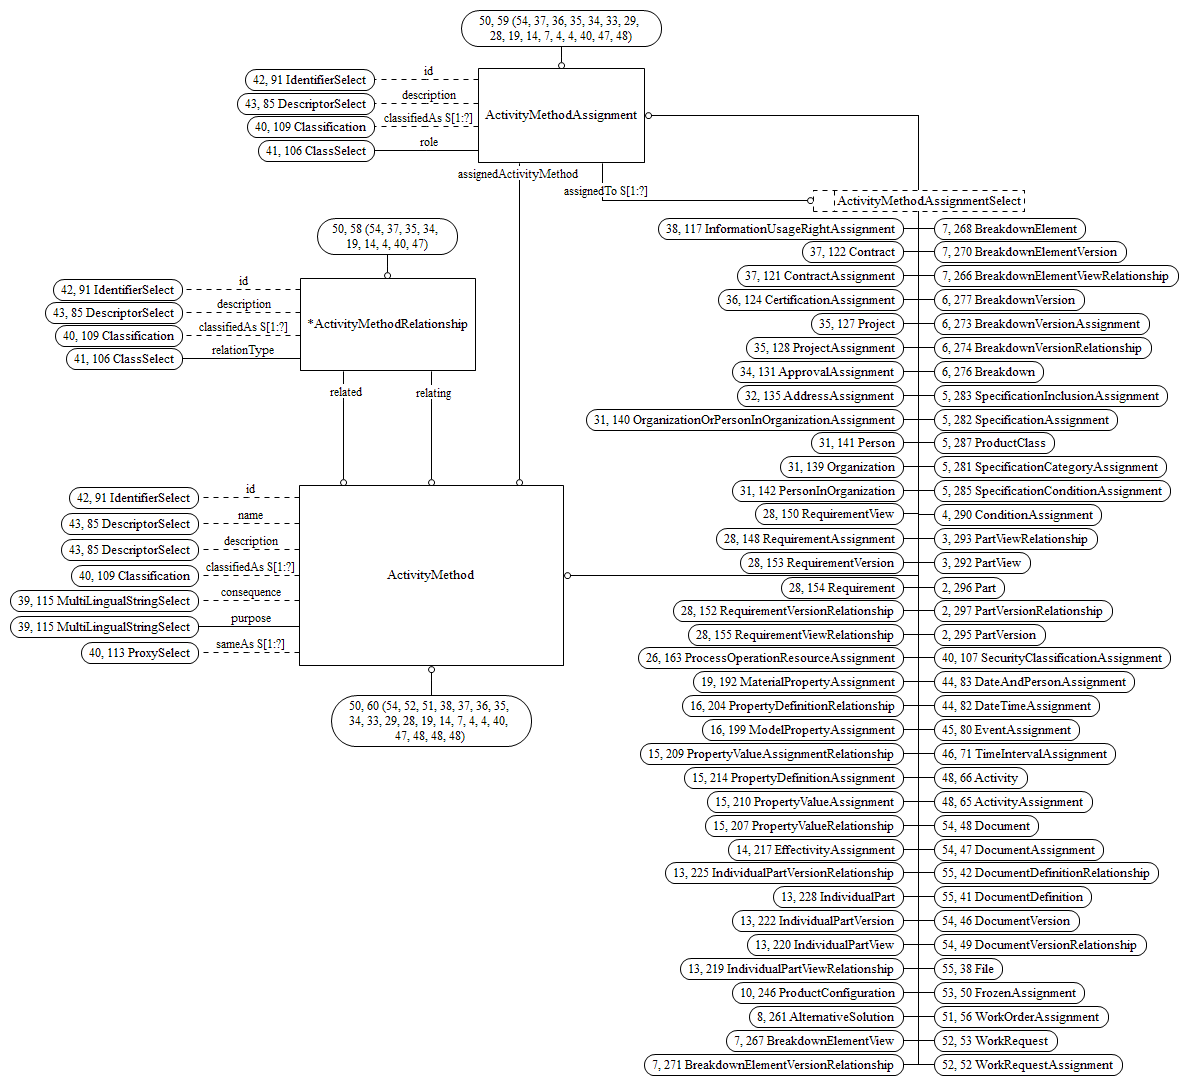 50, 59 (54, 37, 36, 35, 34, 33, 29,
28, 19, 14, 7, 4, 4, 40, 47, 48)
42, 91 IdentifierSelect
id
43, 85 DescriptorSelect
description
40, 109 Classification
classifiedAs S[1:?]
41, 106 ClassSelect
role
ActivityMethodAssignment
assignedActivityMethod
assignedTo S[1:?]
ActivityMethodAssignmentSelect
50, 58 (54, 37, 35, 34,
19, 14, 4, 40, 47)
42, 91 IdentifierSelect
id
43, 85 DescriptorSelect
description
40, 109 Classification
classifiedAs S[1:?]
41, 106 ClassSelect
relationType
*ActivityMethodRelationship
related
relating
42, 91 IdentifierSelect
id
43, 85 DescriptorSelect
name
43, 85 DescriptorSelect
description
40, 109 Classification
classifiedAs S[1:?]
39, 115 MultiLingualStringSelect
consequence
39, 115 MultiLingualStringSelect
purpose
40, 113 ProxySelect
sameAs S[1:?]
ActivityMethod
50, 60 (54, 52, 51, 38, 37, 36, 35,
34, 33, 29, 28, 19, 14, 7, 4, 4, 40,
47, 48, 48, 48)
38, 117 InformationUsageRightAssignment
37, 122 Contract
37, 121 ContractAssignment
36, 124 CertificationAssignment
35, 127 Project
35, 128 ProjectAssignment
34, 131 ApprovalAssignment
32, 135 AddressAssignment
31, 140 OrganizationOrPersonInOrganizationAssignment
31, 141 Person
31, 139 Organization
31, 142 PersonInOrganization
28, 150 RequirementView
28, 148 RequirementAssignment
28, 153 RequirementVersion
28, 154 Requirement
28, 152 RequirementVersionRelationship
28, 155 RequirementViewRelationship
26, 163 ProcessOperationResourceAssignment
19, 192 MaterialPropertyAssignment
16, 204 PropertyDefinitionRelationship
16, 199 ModelPropertyAssignment
15, 209 PropertyValueAssignmentRelationship
15, 214 PropertyDefinitionAssignment
15, 210 PropertyValueAssignment
15, 207 PropertyValueRelationship
14, 217 EffectivityAssignment
13, 225 IndividualPartVersionRelationship
13, 228 IndividualPart
13, 222 IndividualPartVersion
13, 220 IndividualPartView
13, 219 IndividualPartViewRelationship
10, 246 ProductConfiguration
8, 261 AlternativeSolution
7, 267 BreakdownElementView
7, 271 BreakdownElementVersionRelationship
7, 268 BreakdownElement
7, 270 BreakdownElementVersion
7, 266 BreakdownElementViewRelationship
6, 277 BreakdownVersion
6, 273 BreakdownVersionAssignment
6, 274 BreakdownVersionRelationship
6, 276 Breakdown
5, 283 SpecificationInclusionAssignment
5, 282 SpecificationAssignment
5, 287 ProductClass
5, 281 SpecificationCategoryAssignment
5, 285 SpecificationConditionAssignment
4, 290 ConditionAssignment
3, 293 PartViewRelationship
3, 292 PartView
2, 296 Part
2, 297 PartVersionRelationship
2, 295 PartVersion
40, 107 SecurityClassificationAssignment
44, 83 DateAndPersonAssignment
44, 82 DateTimeAssignment
45, 80 EventAssignment
46, 71 TimeIntervalAssignment
48, 66 Activity
48, 65 ActivityAssignment
54, 48 Document
54, 47 DocumentAssignment
55, 42 DocumentDefinitionRelationship
55, 41 DocumentDefinition
54, 46 DocumentVersion
54, 49 DocumentVersionRelationship
55, 38 File
53, 50 FrozenAssignment
51, 56 WorkOrderAssignment
52, 53 WorkRequest
52, 52 WorkRequestAssignment